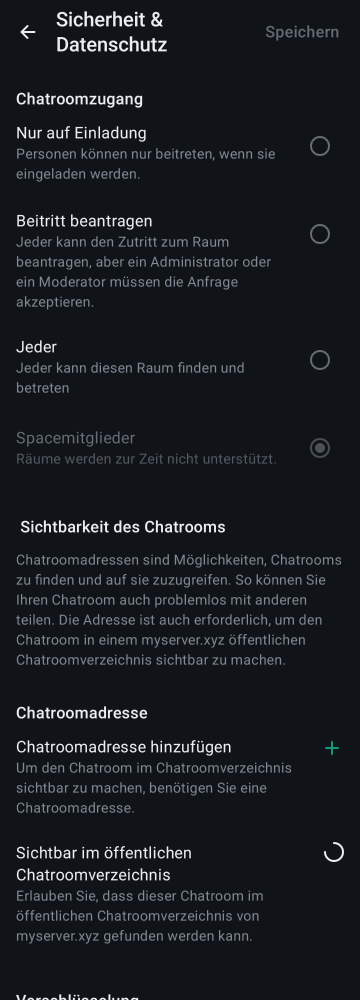 Sicherheit &
Datenschutz
Speichern
Chatroomzugang
Nur auf Einladung
Personen können nur beitreten, wenn sie
eingeladen werden.
Beitritt beantragen
Jeder kann den Zutritt zum Raum
beantragen, aber ein Administrator oder
ein Moderator müssen die Anfrage
akzeptieren.
Jeder
Jeder kann diesen Raum finden und
betreten
Spacemitglieder
Räume werden zur Zeit nicht unterstützt.
Sichtbarkeit des Chatrooms
Chatroomadressen sind Möglichkeiten, Chatrooms
zu finden und auf sie zuzugreifen. So können Sie
Ihren Chatroom auch problemlos mit anderen
teilen. Die Adresse ist auch erforderlich, um den
Chatroom in einem myserver.xyz öffentlichen
Chatroomverzeichnis sichtbar zu machen.
Chatroomadresse
Chatroomadresse hinzufügen
Um den Chatroom im Chatroomverzeichnis
sichtbar zu machen, benötigen Sie eine
Chatroomadresse.
Sichtbar im öffentlichen
Chatroomverzeichnis
Erlauben Sie, dass dieser Chatroom im
öffentlichen Chatroomverzeichnis von
myserver.xyz gefunden werden kann.
Verschlüsselung